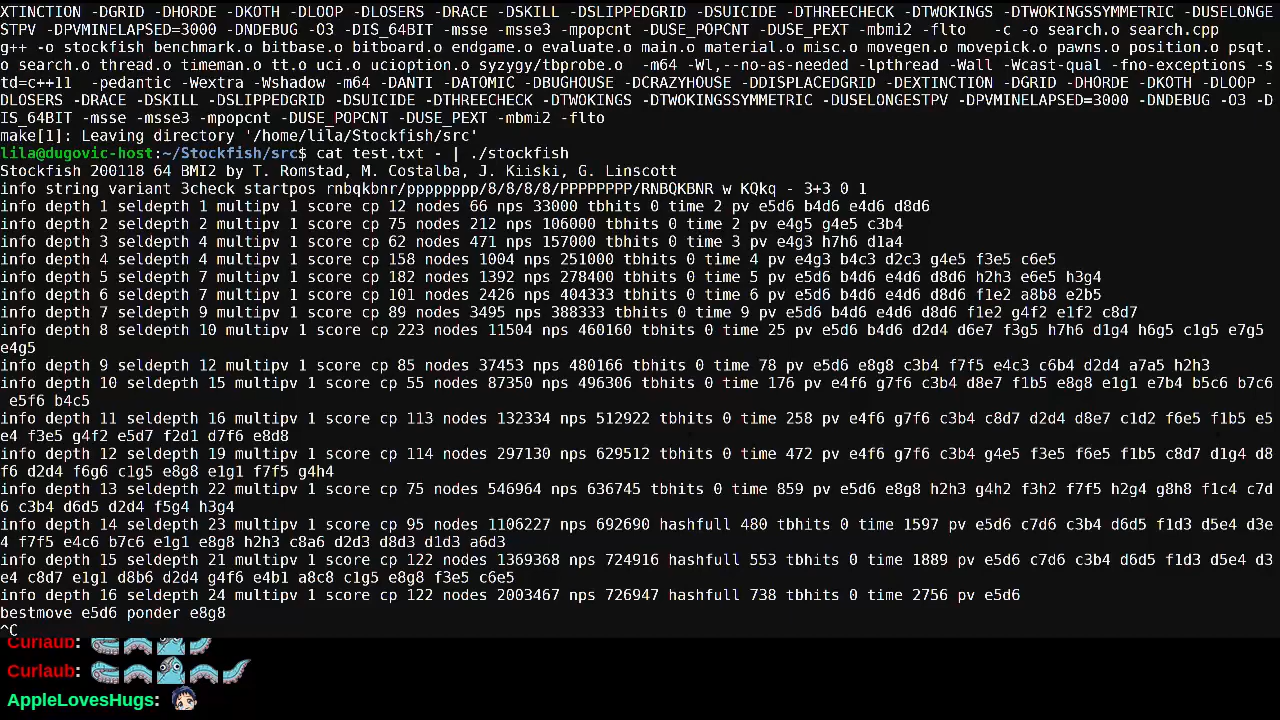 XTINCTION -DGRID -DHORDE -DKOTH -DLOOP -DLOSERS -DRACE -DSKILL -DSLIPPEDGRID -DSUICIDE -DTHREECHECK -DTWOKINGS -DTWOKINGSSYMMETRIC -DUSELONGE
STPV -DPVMINELAPSED=3000 -DNDEBUG -O3 -DIS_64BIT -msse -msse3 -mpopcnt -DUSE_POPCNT -DUSE_PEXT -mbmi2 -flto   -c -o search.o search.cpp
g++ -o stockfish benchmark.o bitbase.o bitboard.o endgame.o evaluate.o main.o material.o misc.o movegen.o movepick.o pawns.o position.o psqt.
o search.o thread.o timeman.o tt.o uci.o ucioption.o syzygy/tbprobe.o  -m64 -Wl,--no-as-needed -lpthread -Wall -Wcast-qual -fno-exceptions -s
td=c++11  -pedantic -Wextra -Wshadow -m64 -DANTI -DATOMIC -DBUGHOUSE -DCRAZYHOUSE -DDISPLACEDGRID -DEXTINCTION -DGRID -DHORDE -DKOTH -DLOOP -
DLOSERS -DRACE -DSKILL -DSLIPPEDGRID -DSUICIDE -DTHREECHECK -DTWOKINGS -DTWOKINGSSYMMETRIC -DUSELONGESTPV -DPVMINELAPSED=3000 -DNDEBUG -O3 -D
IS_64BIT -msse -msse3 -mpopcnt -DUSE_POPCNT -DUSE_PEXT -mbmi2 -flto
make[1]: Leaving directory '/home/lila/Stockfish/src'
lila@dugovic-host:~/Stockfish/src$ cat test.txt - | ./stockfish
Stockfish 200118 64 BMI2 by T. Romstad, M. Costalba, J. Kiiski, G. Linscott
info string variant 3check startpos rnbqkbnr/pppppppp/8/8/8/8/PPPPPPPP/RNBQKBNR w KQkq - 3+3 0 1
info depth 1 seldepth 1 multipv 1 score cp 12 nodes 66 nps 33000 tbhits 0 time 2 pv e5d6 b4d6 e4d6 d8d6
info depth 2 seldepth 2 multipv 1 score cp 75 nodes 212 nps 106000 tbhits 0 time 2 pv e4g5 g4e5 c3b4
info depth 3 seldepth 4 multipv 1 score cp 62 nodes 471 nps 157000 tbhits 0 time 3 pv e4g3 h7h6 d1a4
info depth 4 seldepth 4 multipv 1 score cp 158 nodes 1004 nps 251000 tbhits 0 time 4 pv e4g3 b4c3 d2c3 g4e5 f3e5 c6e5
info depth 5 seldepth 7 multipv 1 score cp 182 nodes 1392 nps 278400 tbhits 0 time 5 pv e5d6 b4d6 e4d6 d8d6 h2h3 e6e5 h3g4
info depth 6 seldepth 7 multipv 1 score cp 101 nodes 2426 nps 404333 tbhits 0 time 6 pv e5d6 b4d6 e4d6 d8d6 f1e2 a8b8 e2b5
info depth 7 seldepth 9 multipv 1 score cp 89 nodes 3495 nps 388333 tbhits 0 time 9 pv e5d6 b4d6 e4d6 d8d6 f1e2 g4f2 e1f2 c8d7
info depth 8 seldepth 10 multipv 1 score cp 223 nodes 11504 nps 460160 tbhits 0 time 25 pv e5d6 b4d6 d2d4 d6e7 f3g5 h7h6 d1g4 h6g5 c1g5 e7g5
e4g5
info depth 9 seldepth 12 multipv 1 score cp 85 nodes 37453 nps 480166 tbhits 0 time 78 pv e5d6 e8g8 c3b4 f7f5 e4c3 c6b4 d2d4 a7a5 h2h3
info depth 10 seldepth 15 multipv 1 score cp 55 nodes 87350 nps 496306 tbhits 0 time 176 pv e4f6 g7f6 c3b4 d8e7 f1b5 e8g8 e1g1 e7b4 b5c6 b7c6
 e5f6 b4c5
info depth 11 seldepth 16 multipv 1 score cp 113 nodes 132334 nps 512922 tbhits 0 time 258 pv e4f6 g7f6 c3b4 c8d7 d2d4 d8e7 c1d2 f6e5 f1b5 e5
e4 f3e5 g4f2 e5d7 f2d1 d7f6 e8d8
info depth 12 seldepth 19 multipv 1 score cp 114 nodes 297130 nps 629512 tbhits 0 time 472 pv e4f6 g7f6 c3b4 g4e5 f3e5 f6e5 f1b5 c8d7 d1g4 d8
f6 d2d4 f6g6 c1g5 e8g8 e1g1 f7f5 g4h4
info depth 13 seldepth 22 multipv 1 score cp 75 nodes 546964 nps 636745 tbhits 0 time 859 pv e5d6 e8g8 h2h3 g4h2 f3h2 f7f5 h2g4 g8h8 f1c4 c7d
6 c3b4 d6d5 d2d4 f5g4 h3g4
info depth 14 seldepth 23 multipv 1 score cp 95 nodes 1106227 nps 692690 hashfull 480 tbhits 0 time 1597 pv e5d6 c7d6 c3b4 d6d5 f1d3 d5e4 d3e
4 f7f5 e4c6 b7c6 e1g1 e8g8 h2h3 c8a6 d2d3 d8d3 d1d3 a6d3
info depth 15 seldepth 21 multipv 1 score cp 122 nodes 1369368 nps 724916 hashfull 553 tbhits 0 time 1889 pv e5d6 c7d6 c3b4 d6d5 f1d3 d5e4 d3
e4 c8d7 e1g1 d8b6 d2d4 g4f6 e4b1 a8c8 c1g5 e8g8 f3e5 c6e5
info depth 16 seldepth 24 multipv 1 score cp 122 nodes 2003467 nps 726947 hashfull 738 tbhits 0 time 2756 pv e5d6
bestmove e5d6 ponder e8g8
^C
Curlaub:
Curlaub:
AppleLovesHugs: